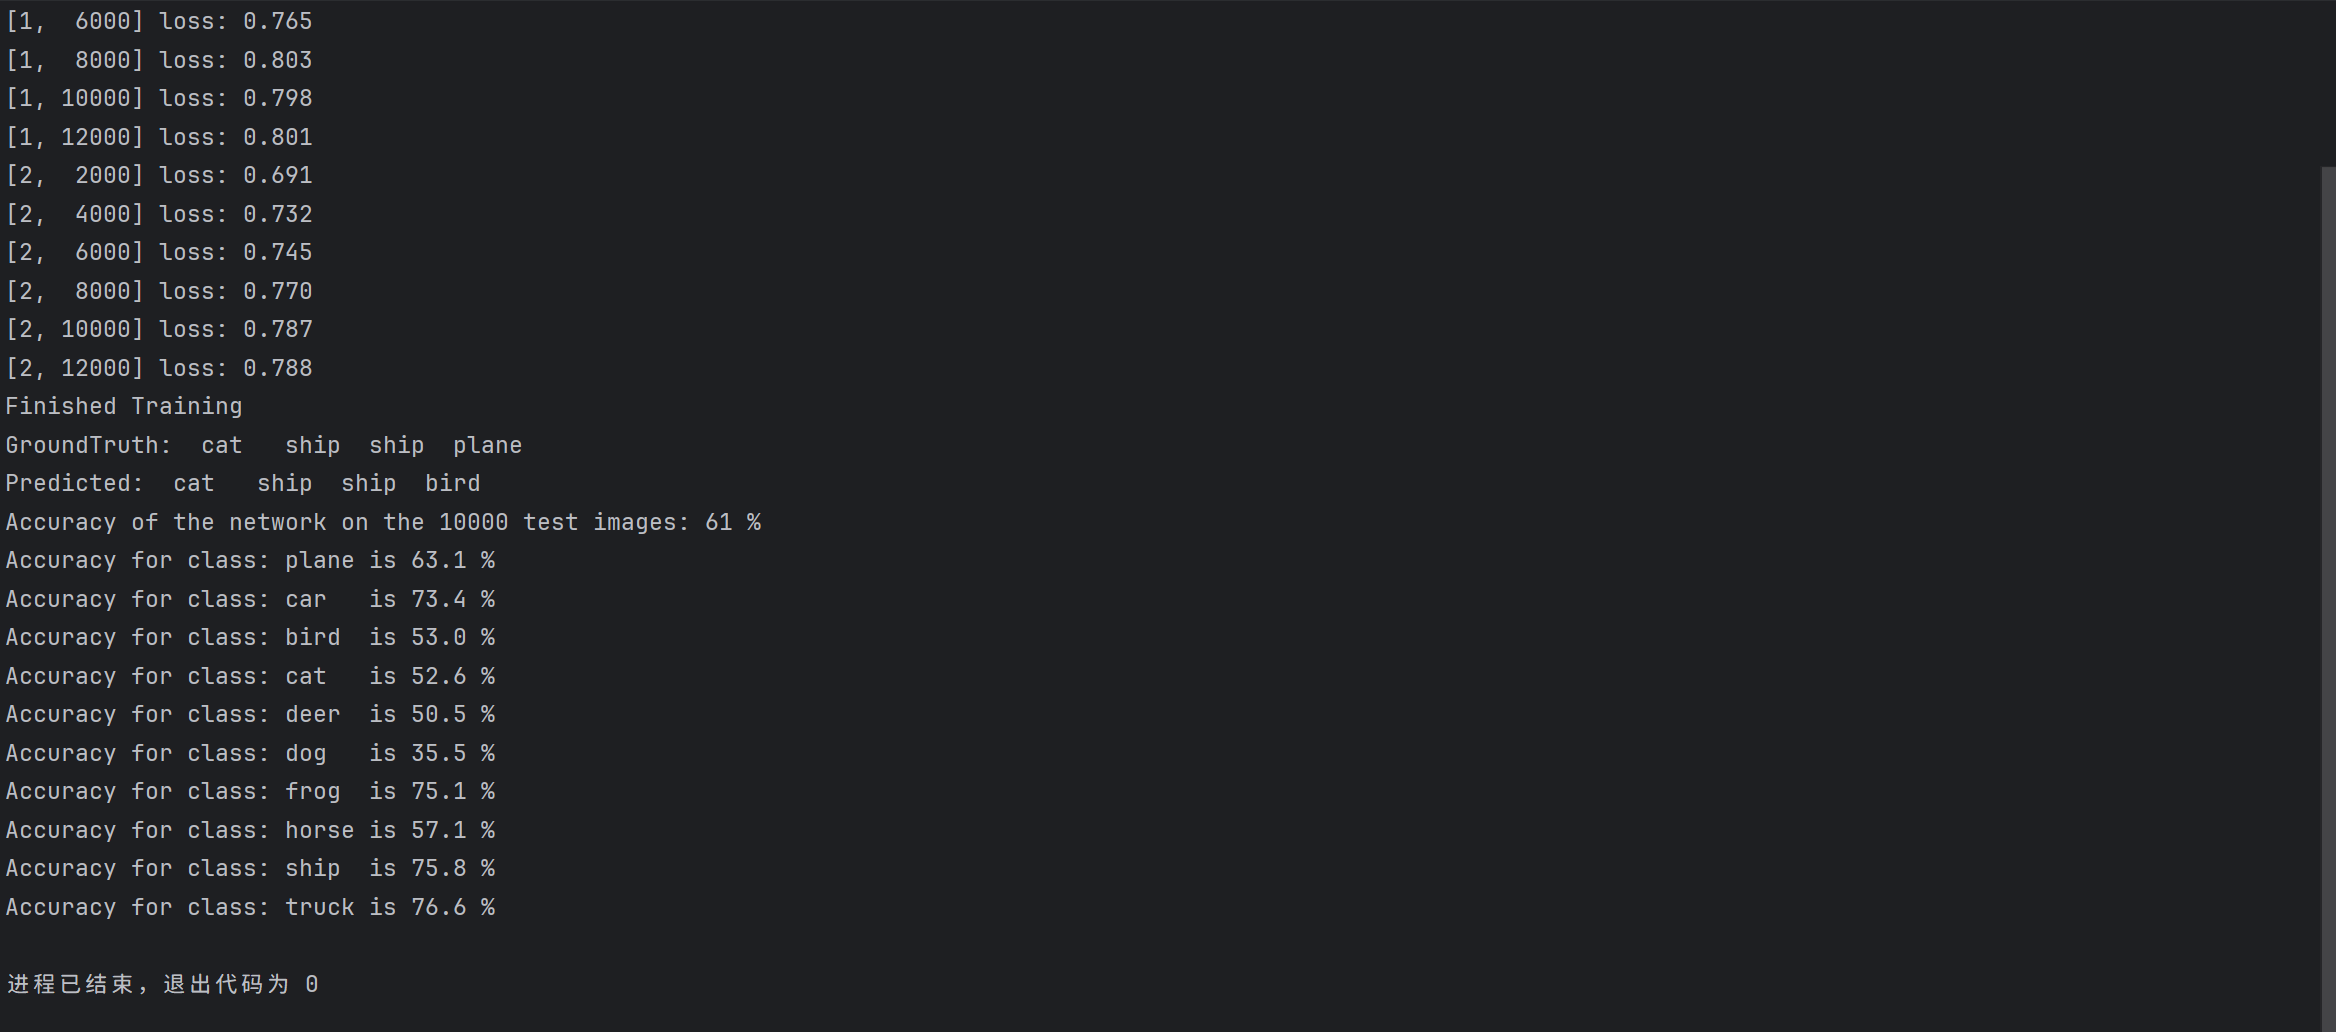 [1,  6000] loss: 0.765
[1,  8000] loss: 0.803
[1, 10000] loss: 0.798
[1, 12000] loss: 0.801
[2,  2000] loss: 0.691
[2,  4000] loss: 0.732
[2,  6000] loss: 0.745
[2,  8000] loss: 0.770
[2, 10000] loss: 0.787
[2, 12000] loss: 0.788
Finished Training
GroundTruth:  cat   ship  ship  plane
Predicted:  cat   ship  ship  bird
Accuracy of the network on the 10000 test images: 61 %
Accuracy for class: plane is 63.1 %
Accuracy for class: car   is 73.4 %
Accuracy for class: bird  is 53.0 %
Accuracy for class: cat   is 52.6 %
Accuracy for class: deer  is 50.5 %
Accuracy for class: dog   is 35.5 %
Accuracy for class: frog  is 75.1 %
Accuracy for class: horse is 57.1 %
Accuracy for class: ship  is 75.8 %
Accuracy for class: truck is 76.6 %
进程已结束，退出代码为 0